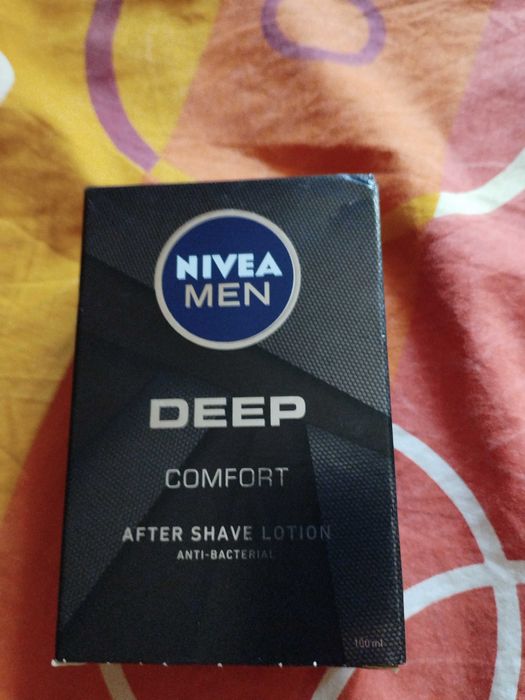 NIVEA
MEN
DEEP
COMFORT
AFTER SHAVE LOTION
ANTI-BACTERIAL
100 ml